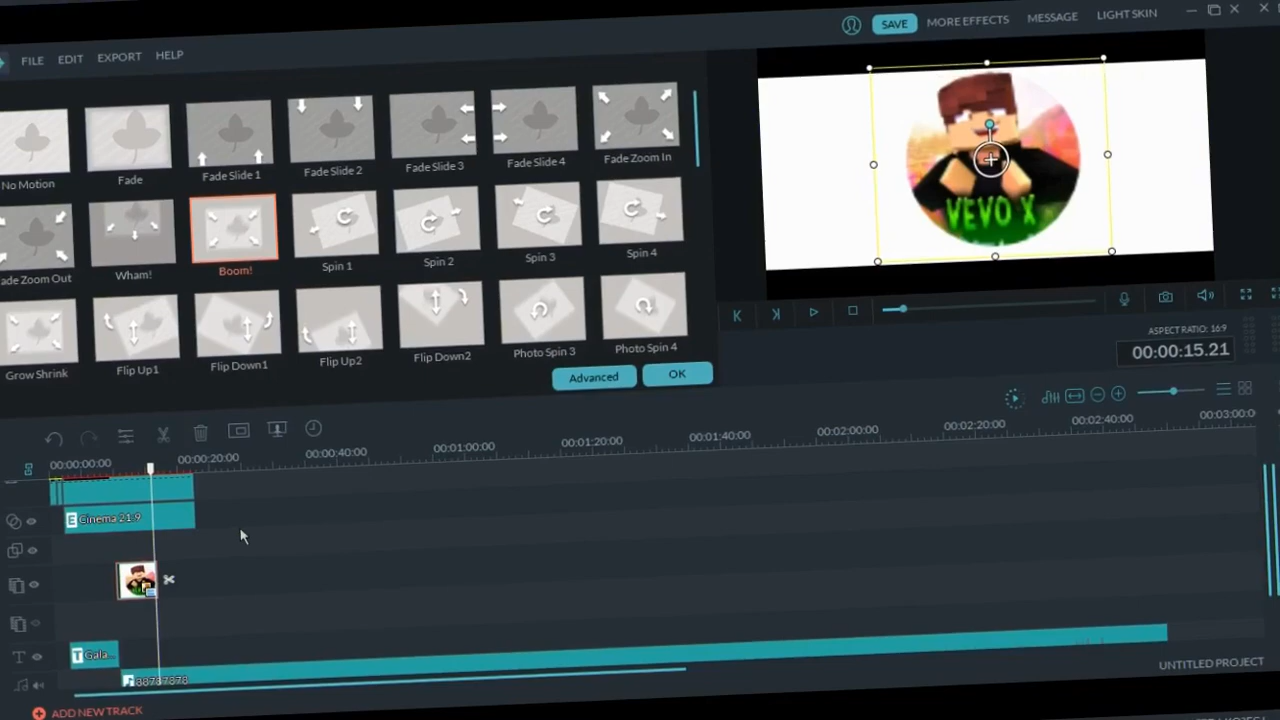 SAVE MORE EFFECTS MESSAGE LIGHT SKIN
FILE EDIT EXPORT HELP
No Motion Fade Fade Slide 1 Fade Slide 2 Fade Slide 3 Fade Slide 4 Fade Zoom In
ade Zoom Out Wham! Boom! Spin 1 Spin 2 Spin 3 Spin 4
Grow Shrink Flip Up1 Flip Down1 Flip Up2 Flip Down2 Photo Spin 3 Photo Spin 4
Advanced OK
VEVO X
ASPECT RATIO: 16:9
00:00:15.21
00:00:00:00 00:00:20:00 00:00:40:00 00:01:00:00 00:01:20:00 00:01:40:00 00:02:00:00 00:02:20:00 00:02:40:00 00:03:00:00
E Cinema 21:9
T Gala...
88787878
UNTITLED PROJECT
ADD NEW TRACK